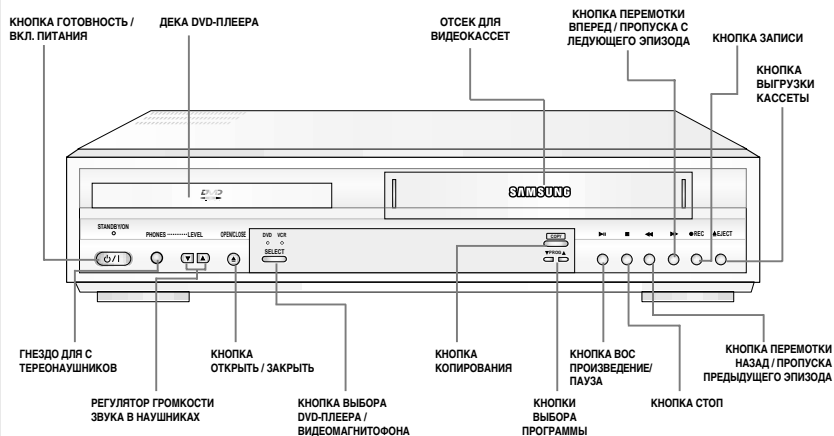 КНОПКА ГОТОВНОСТЬ /
ВКЛ. ПИТАНИЯ
ДЕКА DVD-ПЛЕЕРА
ОТСЕК ДЛЯ
ВИДЕОКАССЕТ
КНОПКА ПЕРЕМОТКИ
ВПЕРЕД / ПРОПУСКА С
ЛЕДУЮЩЕГО ЭПИЗОДА
КНОПКА ЗАПИСИ
КНОПКА
ВЫГРУЗКИ
КАССЕТЫ
DVD
SAMSUNG
STANDBY/ON
PHONES LEVEL
OPEN/CLOSE
DVD VCR
SELECT
COPY
▼PROG▲
●REC
▲EJECT
ГНЕЗДО ДЛЯ С
ТЕРЕОНАУШНИКОВ
РЕГУЛЯТОР ГРОМКОСТИ
ЗВУКА В НАУШНИКАХ
КНОПКА
ОТКРЫТЬ / ЗАКРЫТЬ
КНОПКА ВЫБОРА
DVD-ПЛЕЕРА /
ВИДЕОМАГНИТОФОНА
КНОПКА
КОПИРОВАНИЯ
КНОПКИ
ВЫБОРА
ПРОГРАММЫ
КНОПКА ВОС
ПРОИЗВЕДЕНИЕ/
ПАУЗА
КНОПКА СТОП
КНОПКА ПЕРЕМОТКИ
НАЗАД / ПРОПУСКА
ПРЕДЫДУЩЕГО ЭПИЗОДА